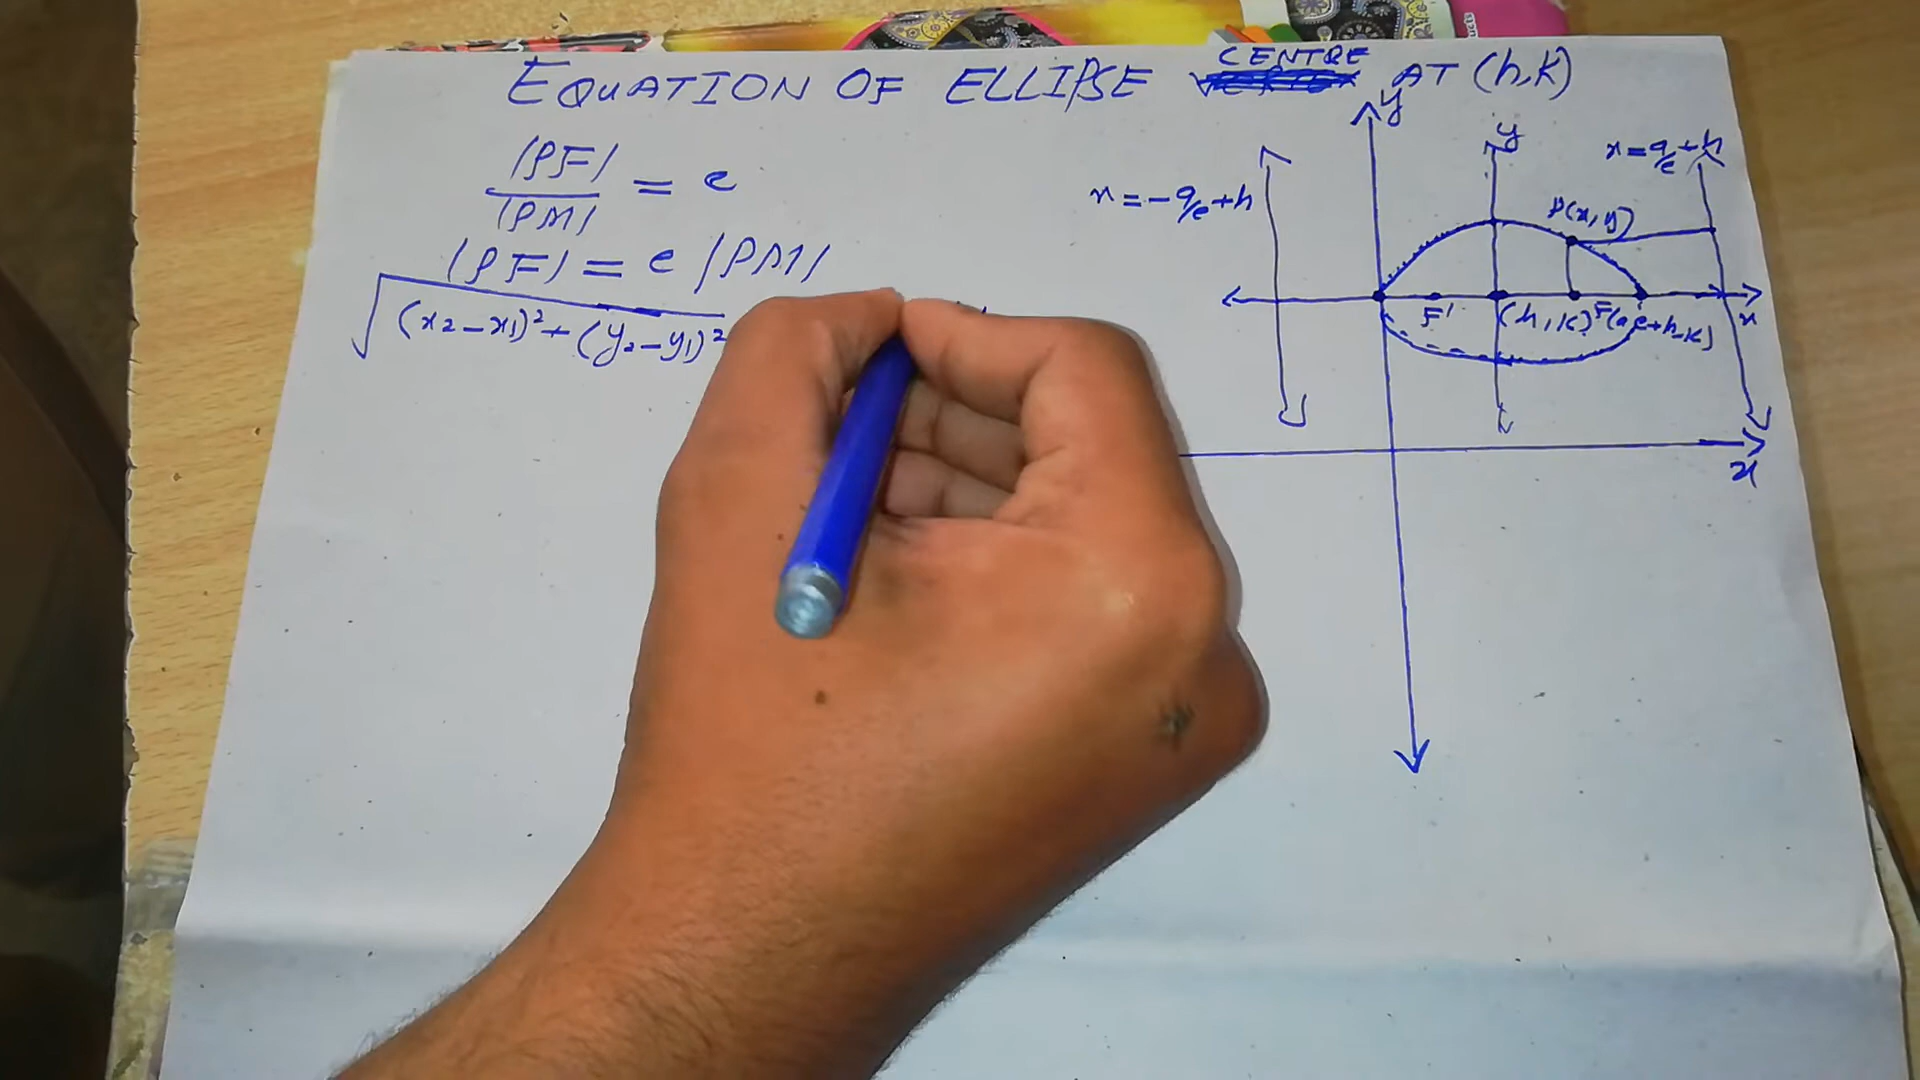 EQUATION OF ELLIPSE CENTRE AT (h,k)
|PF|
|PM| = e
|PF| = e |PM|
√(x₂-x₁)²+(y₂-y₁)²
y
y
x=a/e+h
x=-a/e+h
P(x,y)
F' (h,k) F(ae+h,k) x
x